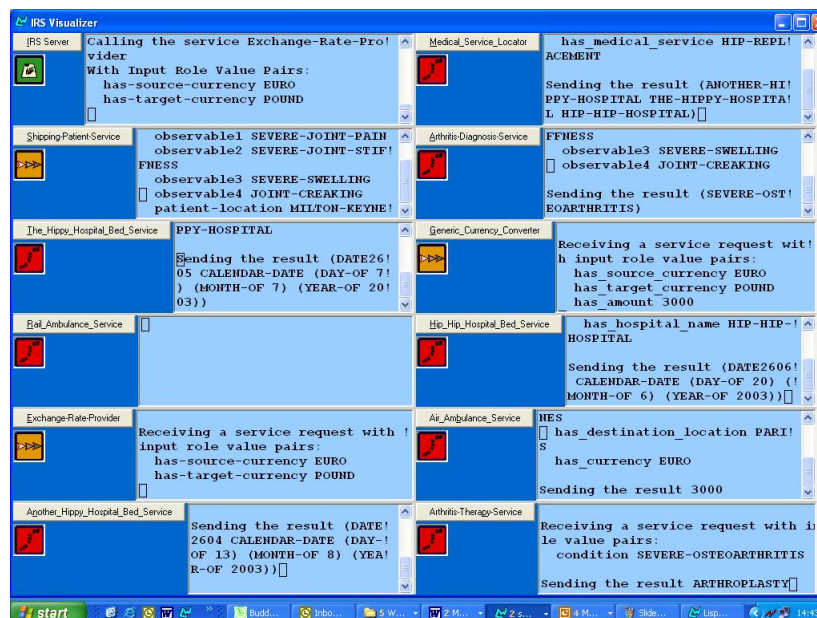 IRS Visualizer
IRS Server
Calling the service Exchange-Rate-Pro!
vider
With Input Role Value Pairs:
has-source-currency EURO
has-target-currency POUND
Medical_Service_Locator
has_medical_service HIP-REPL!
ACEMENT
Sending the result (ANOTHER-HI!
PPY-HOSPITAL THE-HIPPY-HOSPITA!
L HIP-HIP-HOSPITAL)
Shipping-Patient-Service
observable1 SEVERE-JOINT-PAIN
observable2 SEVERE-JOINT-STIF!
FNESS
observable3 SEVERE-SWELLING
observable4 JOINT-CREAKING
patient-location MILTON-KEYNE!
Arthritis-Diagnosis-Service
FFNESS
observable3 SEVERE-SWELLING
observable4 JOINT-CREAKING
Sending the result (SEVERE-OST!
EOARTHRITIS)
The_Hippy_Hospital_Bed_Service
PPY-HOSPITAL
Sending the result (DATE26!
05 CALENDAR-DATE (DAY-OF 7!
) (MONTH-OF 7) (YEAR-OF 20!
03))
Generic_Currency_Converter
Receiving a service request wit!
h input role value pairs:
has_source_currency EURO
has_target_currency POUND
has_amount 3000
Rail_Ambulance_Service
Hip_Hip_Hospital_Bed_Service
has_hospital_name HIP-HIP-!
HOSPITAL
Sending the result (DATE2606!
CALENDAR-DATE (DAY-OF 20) (!
MONTH-OF 6) (YEAR-OF 2003))
Exchange-Rate-Provider
Receiving a service request with !
input role value pairs:
has-source-currency EURO
has-target-currency POUND
Air_Ambulance_Service
NES
has_destination_location PARI!
S
has_currency EURO
Sending the result 3000
Another_Hippy_Hospital_Bed_Service
Sending the result (DATE!
2604 CALENDAR-DATE (DAY-!
OF 13) (MONTH-OF 8) (YEA!
R-OF 2003))
Arthritis-Therapy-Service
Receiving a service request with i
le value pairs:
condition SEVERE-OSTEOARTHRITIS
Sending the result ARTHROPLASTY
start
Budd...
Inbo...
5 W...
2 M...
2 s...
4 M...
Slide...
Lisp...